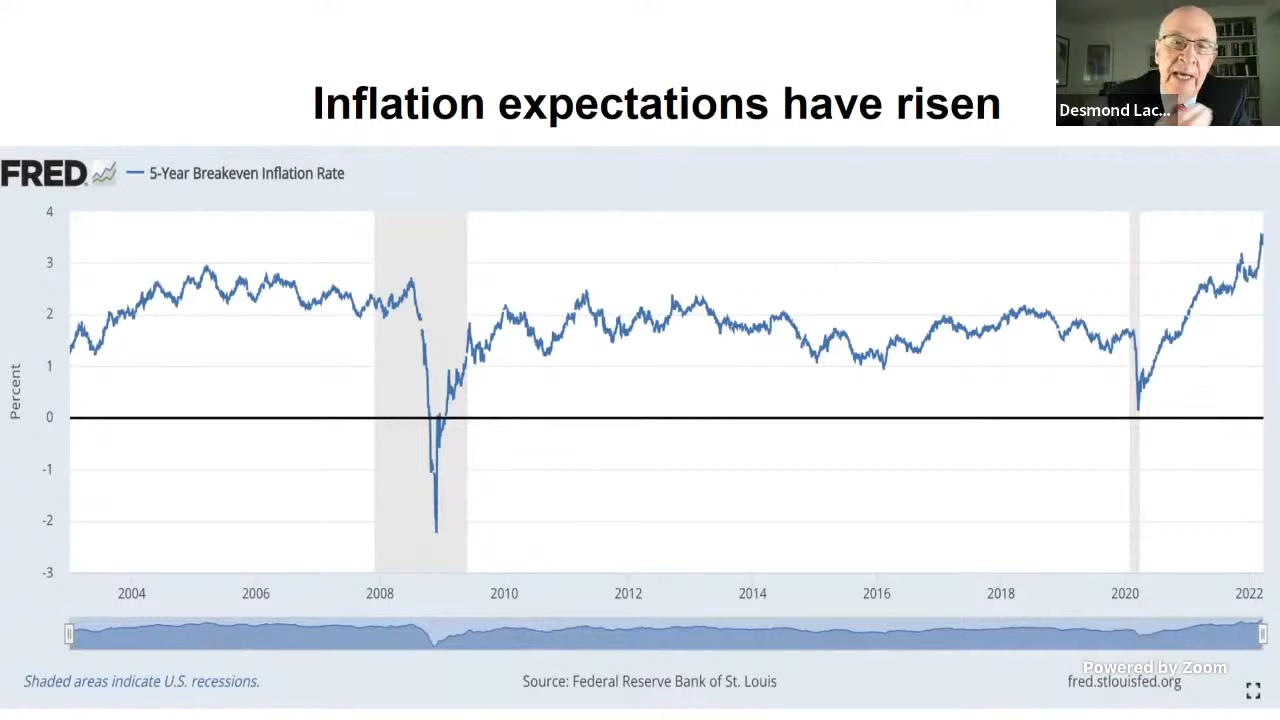 Inflation expectations have risen
Desmond Lac...
FRED 5-Year Breakeven Inflation Rate
4
3
2
1
0
-1
-2
-3
Percent
2004 2006 2008 2010 2012 2014 2016 2018 2020 2022
Powered by Zoom
Shaded areas indicate U.S. recessions. Source: Federal Reserve Bank of St. Louis fred.stlouisfed.org